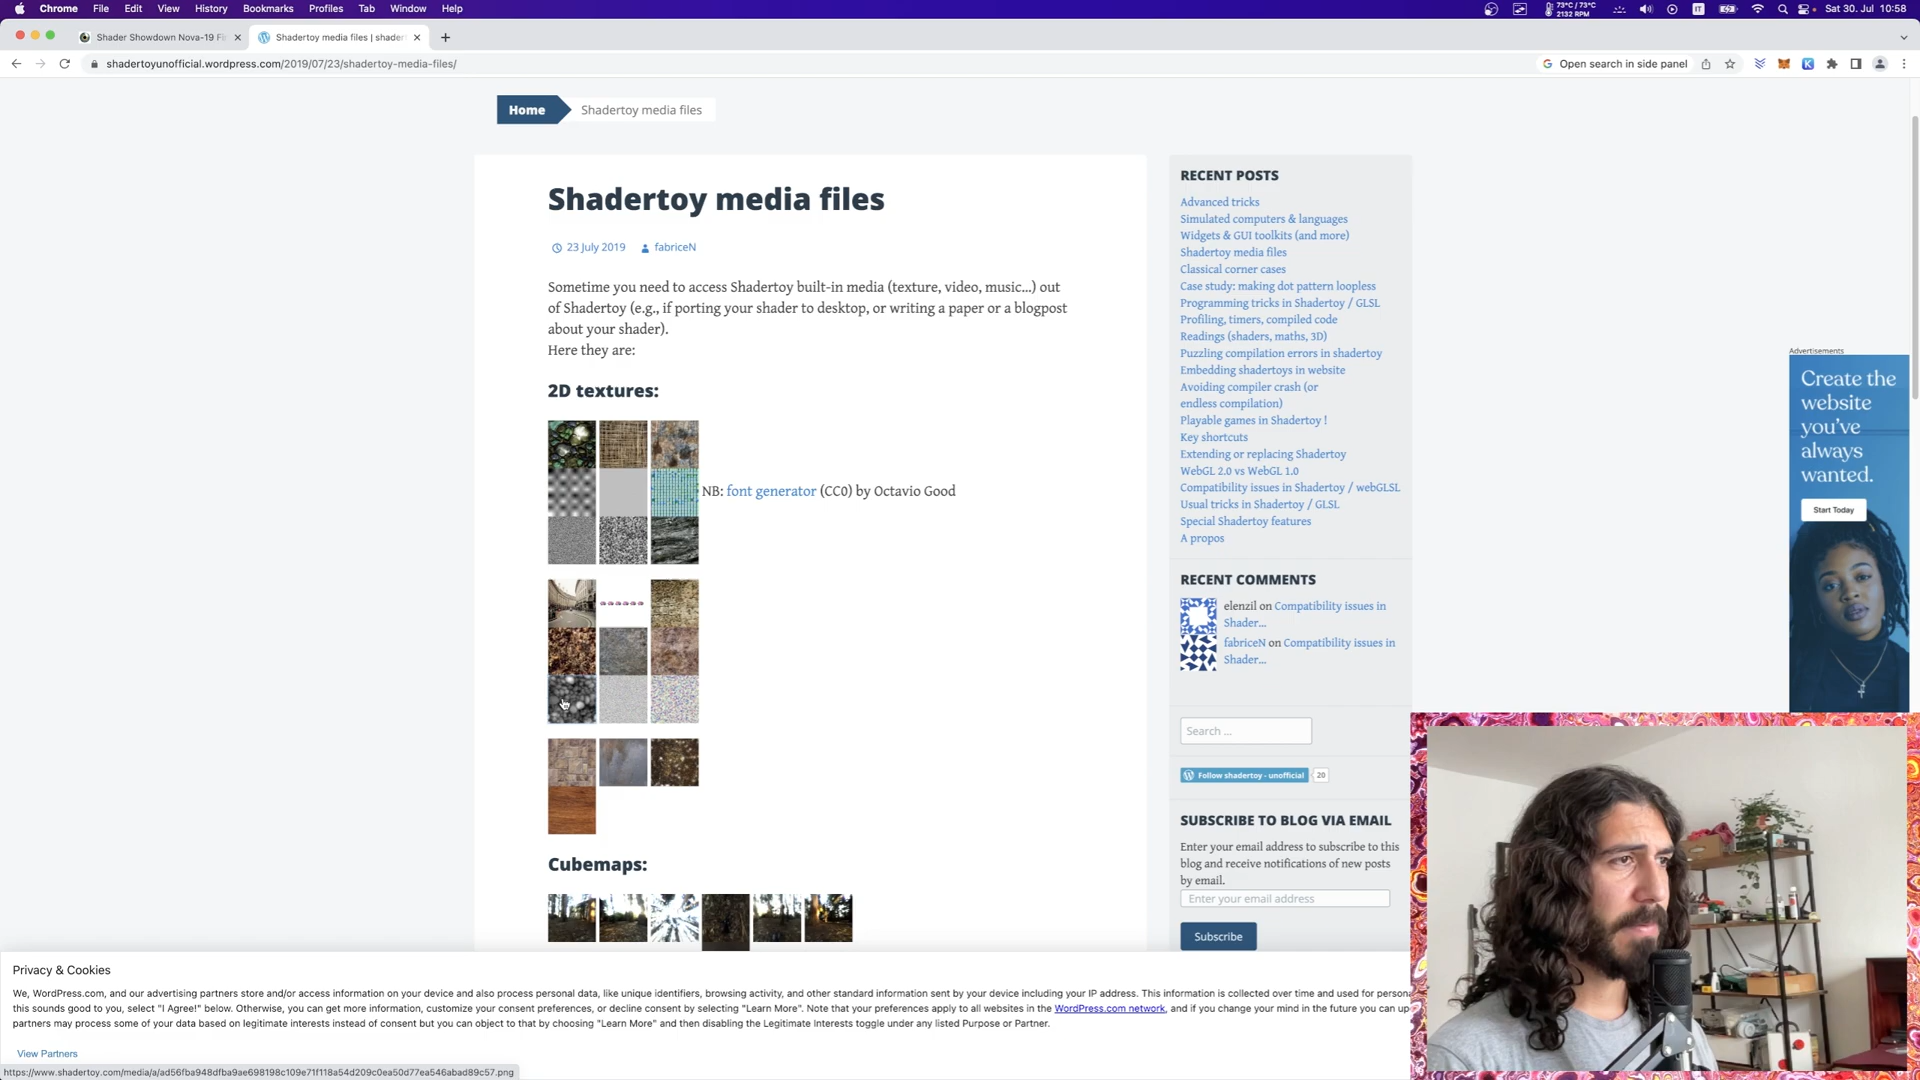 Chrome File Edit View History Bookmarks Profiles Tab Window Help
73°C / 73°C
2132 RPM
IT
Sat 30. Jul 10:58
Shader Showdown Nova-19 Fi
Shadertoy media files | shader
shadertoyunofficial.wordpress.com/2019/07/23/shadertoy-media-files/
Open search in side panel
Home
Shadertoy media files
Shadertoy media files
23 July 2019 fabriceN
Sometime you need to access Shadertoy built-in media (texture, video, music…) out
of Shadertoy (e.g., if porting your shader to desktop, or writing a paper or a blogpost
about your shader).
Here they are:
2D textures:
NB: font generator (CC0) by Octavio Good
Cubemaps:
RECENT POSTS
Advanced tricks
Simulated computers & languages
Widgets & GUI toolkits (and more)
Shadertoy media files
Classical corner cases
Case study: making dot pattern loopless
Programming tricks in Shadertoy / GLSL
Profiling, timers, compiled code
Readings (shaders, maths, 3D)
Puzzling compilation errors in shadertoy
Embedding shadertoys in website
Avoiding compiler crash (or
endless compilation)
Playable games in Shadertoy !
Key shortcuts
Extending or replacing Shadertoy
WebGL 2.0 vs WebGL 1.0
Compatibility issues in Shadertoy / webGLSL
Usual tricks in Shadertoy / GLSL
Special Shadertoy features
A propos
RECENT COMMENTS
elenzil on Compatibility issues in
Shader…
fabriceN on Compatibility issues in
Shader…
Search …
Follow shadertoy - unofficial 20
SUBSCRIBE TO BLOG VIA EMAIL
Enter your email address to subscribe to this
blog and receive notifications of new posts
by email.
Enter your email address
Subscribe
Advertisements
Create the
website
you've
always
wanted.
Start Today
Privacy & Cookies
We, WordPress.com, and our advertising partners store and/or access information on your device and also process personal data, like unique identifiers, browsing activity, and other standard information sent by your device including your IP address. This information is collected over time and used for person
this sounds good to you, select "I Agree!" below. Otherwise, you can get more information, customize your consent preferences, or decline consent by selecting "Learn More". Note that your preferences apply to all websites in the WordPress.com network, and if you change your mind in the future you can up
partners may process some of your data based on legitimate interests instead of consent but you can object to that by choosing "Learn More" and then disabling the Legitimate Interests toggle under any listed Purpose or Partner.
View Partners
https://www.shadertoy.com/media/a/ad56fba948dfba9ae698198c109e71f118a54d209c0ea50d77ea546abad89c57.png